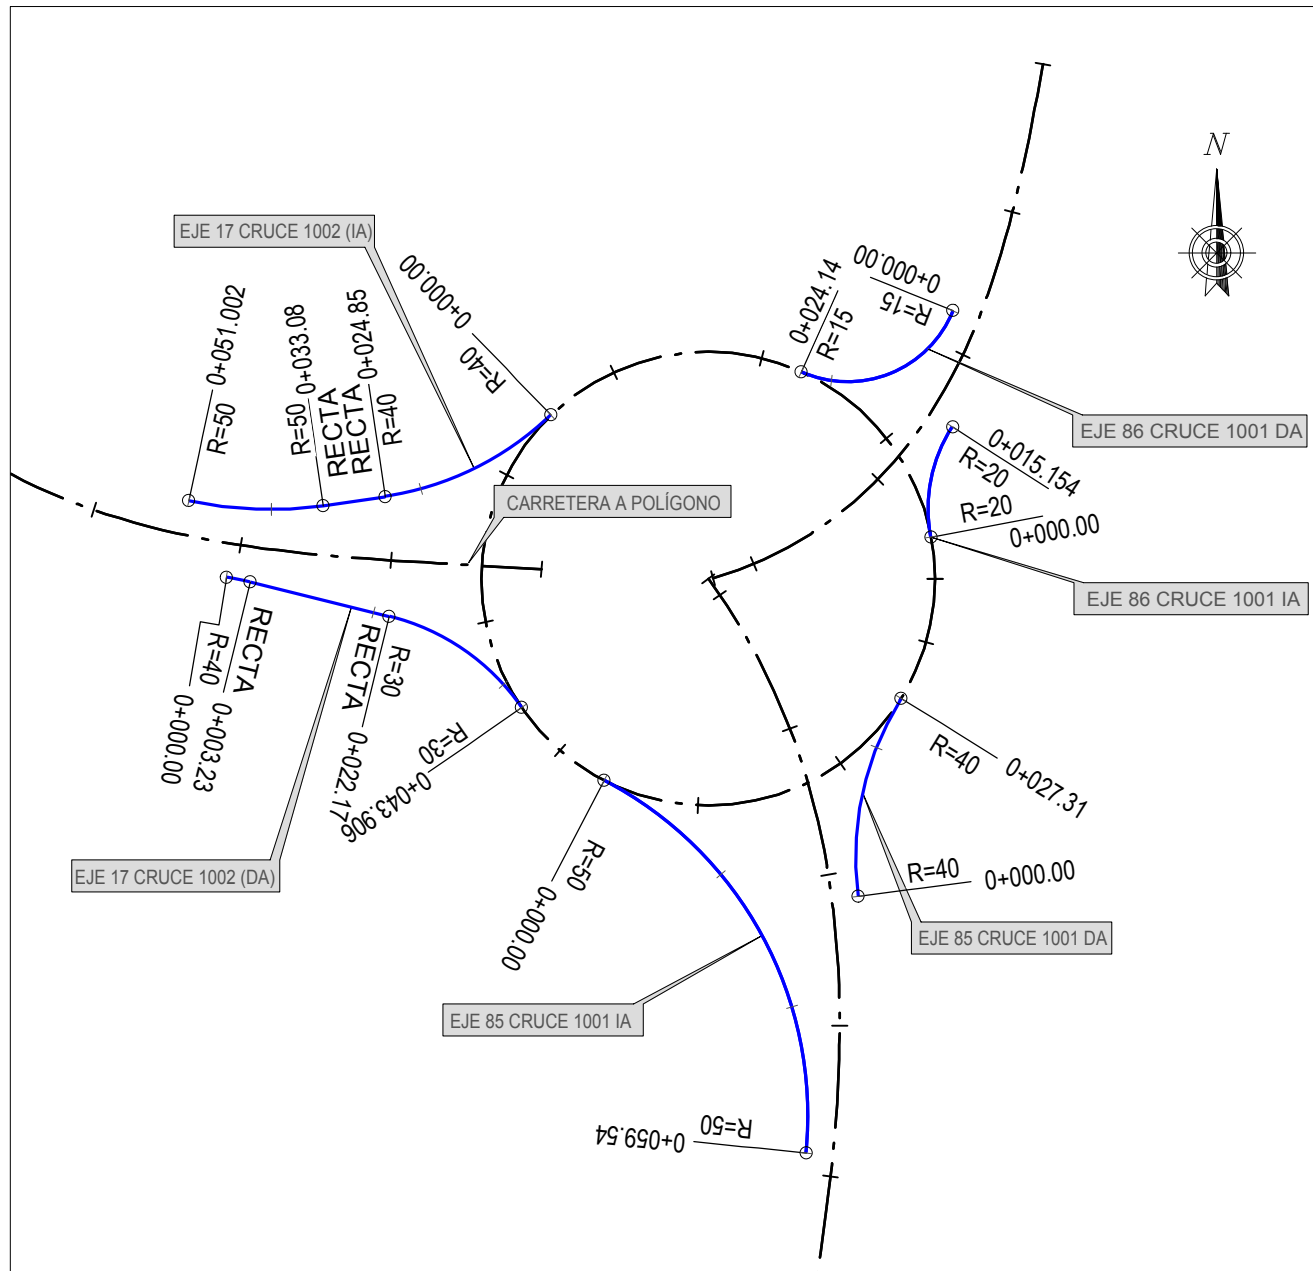 N
EJE 17 CRUCE 1002 (IA)
0+000.00
R=40
0+051.002
R=50
0+033.08
R=50
RECTA
RECTA
0+024.85
R=40
0+024.14
R=15
0+000.00
R=15
EJE 86 CRUCE 1001 DA
0+015.154
R=20
R=20
0+000.00
EJE 86 CRUCE 1001 IA
CARRETERA A POLÍGONO
R=40
0+000.00
RECTA
0+003.23
RECTA
0+022.17
R=30
R=30
0+043.906
EJE 17 CRUCE 1002 (DA)
R=50
0+000.00
EJE 85 CRUCE 1001 IA
R=50
0+059.54
R=40
0+027.31
R=40
0+000.00
EJE 85 CRUCE 1001 DA